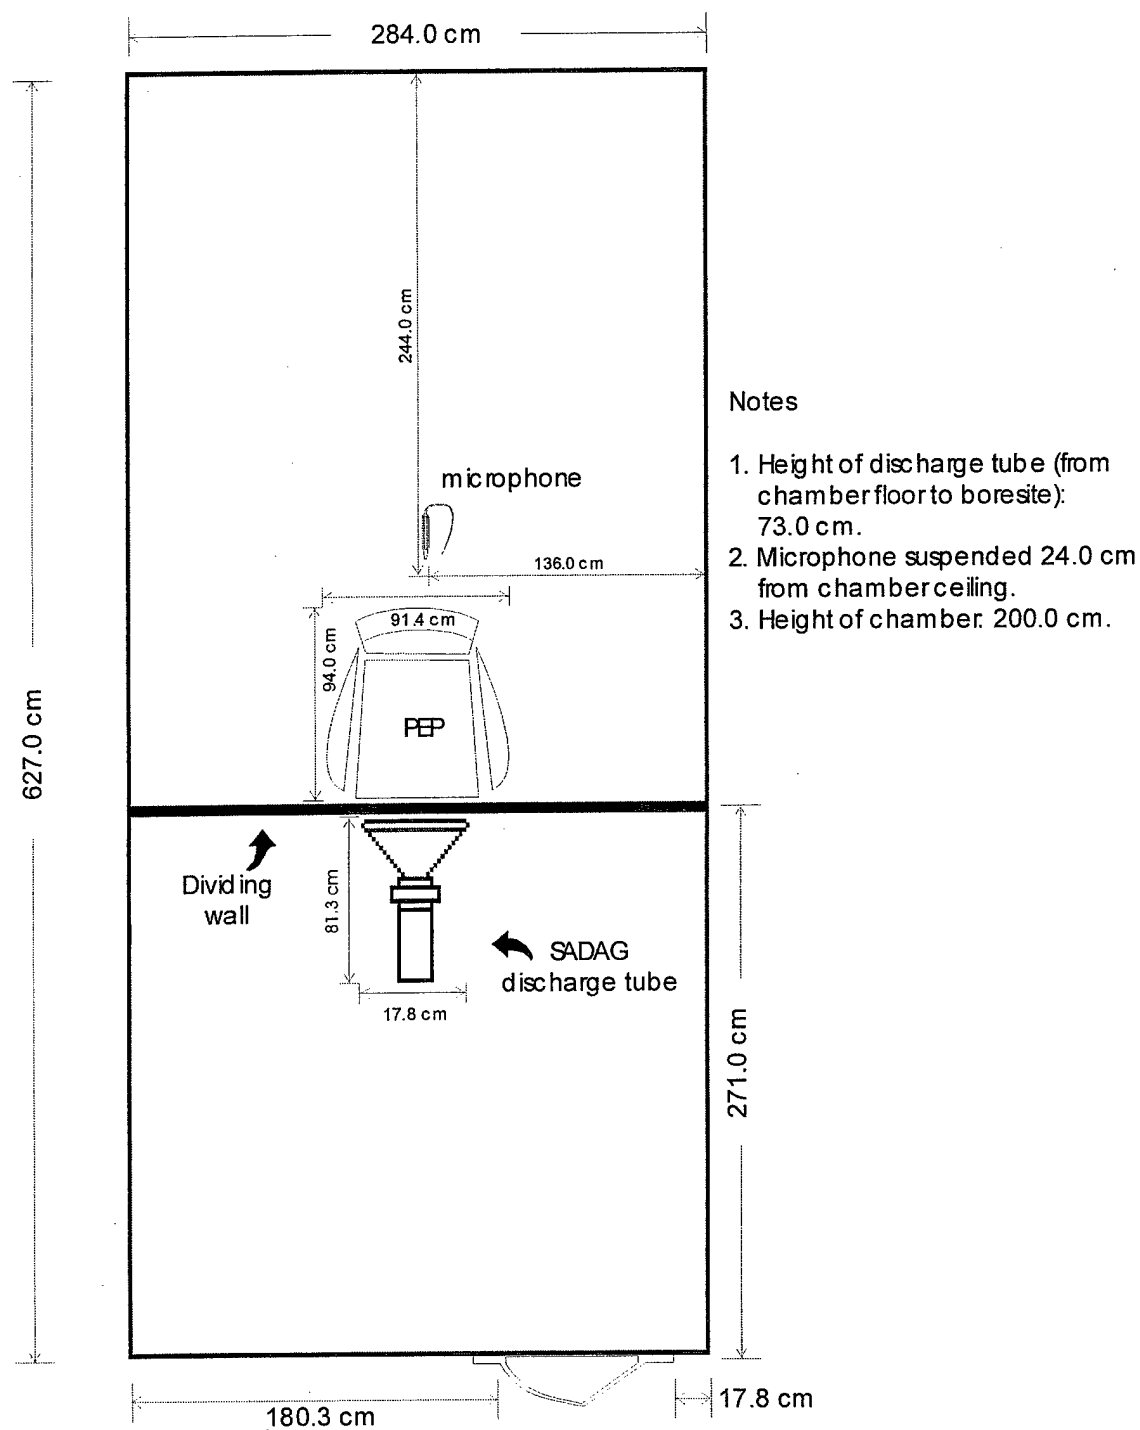 284.0 cm
244.0 cm
microphone
136.0 cm
91.4 cm
94.0 cm
PEP
Notes
1. Height of discharge tube (from
chamber floor to boresite):
73.0 cm.
2. Microphone suspended 24.0 cm
from chamber ceiling.
3. Height of chamber: 200.0 cm.
627.0 cm
Dividing
wall
81.3 cm
SADAG
discharge tube
17.8 cm
271.0 cm
180.3 cm
17.8 cm